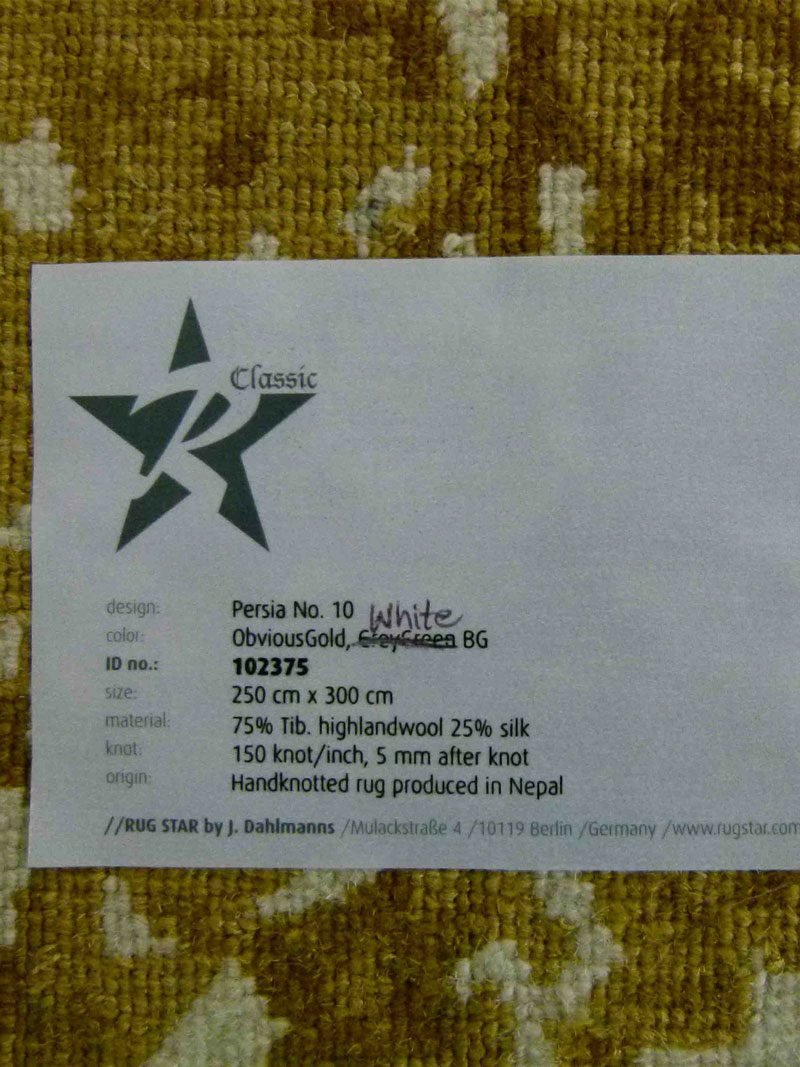 Classic
design: Persia No. 10 White
color: ObviousGold, GreyGreen BG
ID no.: 102375
size: 250 cm x 300 cm
material: 75% Tib. highlandwool 25% silk
knot: 150 knot/inch, 5 mm after knot
origin: Handknotted rug produced in Nepal
//RUG STAR by J. Dahlmanns /Mulackstraße 4 /10119 Berlin /Germany /www.rugstar.com